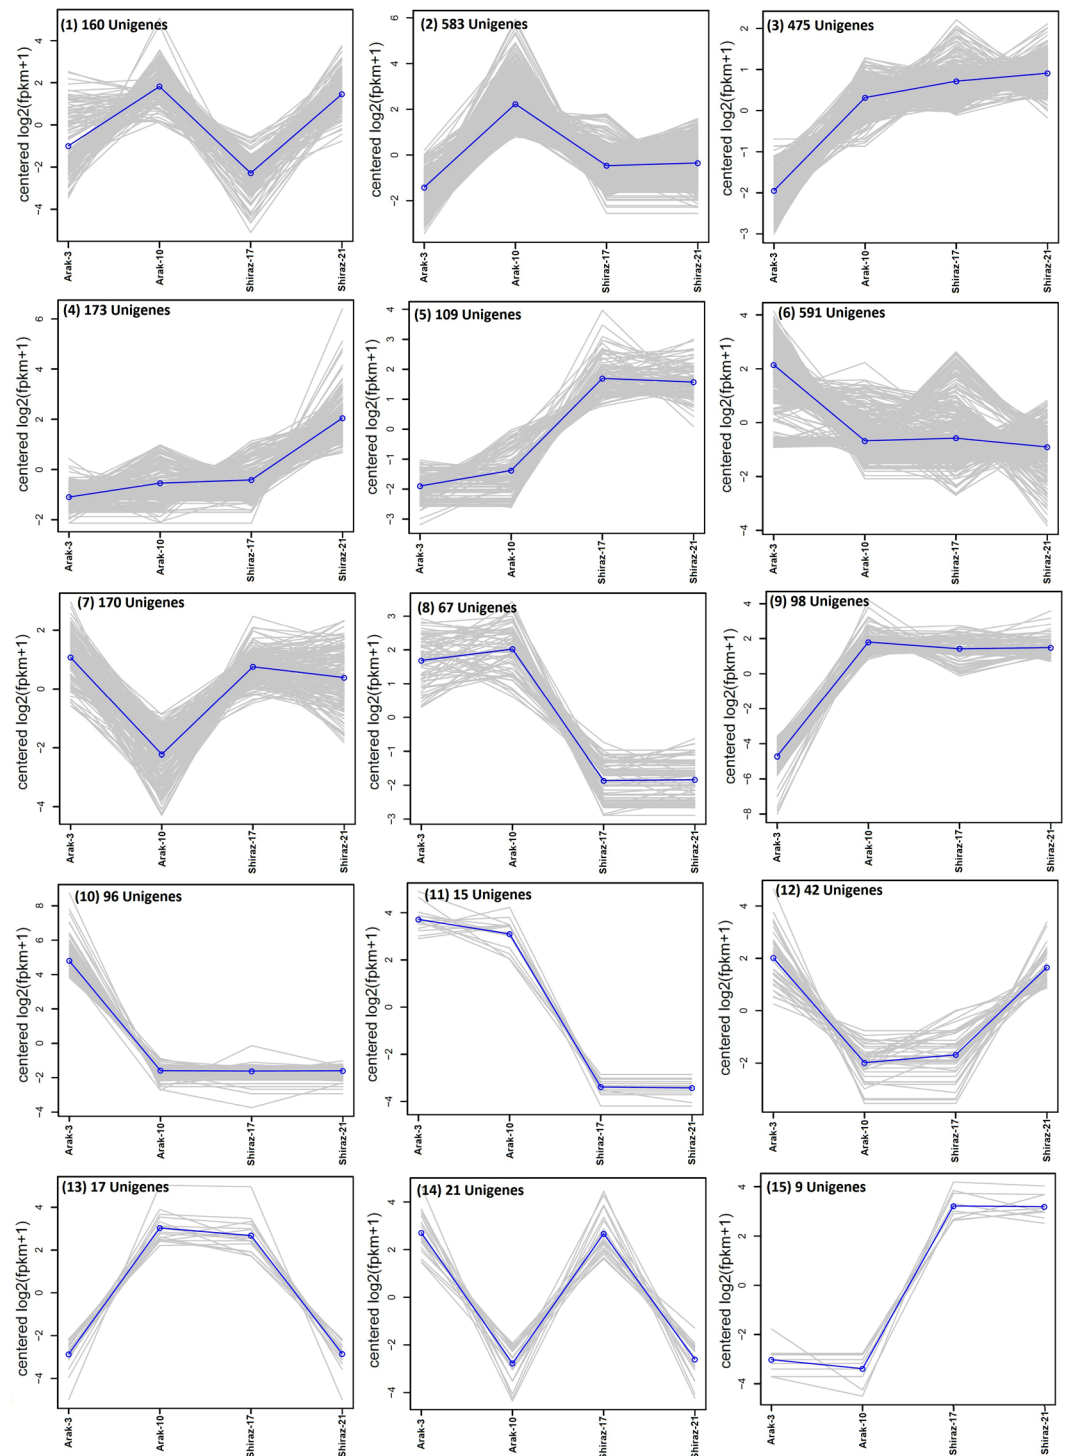 (1) 160 Unigenes
centered log2(fpkm+1)
4
2
0
−2
−4
Arak-3
Arak-10
Shiraz-17
Shiraz-21
(2) 583 Unigenes
centered log2(fpkm+1)
6
4
2
0
−2
Arak-3
Arak-10
Shiraz-17
Shiraz-21
(3) 475 Unigenes
centered log2(fpkm+1)
2
1
0
−1
−2
−3
Arak-3
Arak-10
Shiraz-17
Shiraz-21
(4) 173 Unigenes
centered log2(fpkm+1)
6
4
2
0
−2
Arak-3
Arak-10
Shiraz-17
Shiraz-21
(5) 109 Unigenes
centered log2(fpkm+1)
4
3
2
1
0
−1
−2
−3
Arak-3
Arak-10
Shiraz-17
Shiraz-21
(6) 591 Unigenes
centered log2(fpkm+1)
4
2
0
−2
−4
Arak-3
Arak-10
Shiraz-17
Shiraz-21
(7) 170 Unigenes
centered log2(fpkm+1)
2
0
−2
−4
Arak-3
Arak-10
Shiraz-17
Shiraz-21
(8) 67 Unigenes
centered log2(fpkm+1)
3
2
1
0
−1
−2
−3
Arak-3
Arak-10
Shiraz-17
Shiraz-21
(9) 98 Unigenes
centered log2(fpkm+1)
4
2
0
−2
−4
−6
−8
Arak-3
Arak-10
Shiraz-17
Shiraz-21
(10) 96 Unigenes
centered log2(fpkm+1)
8
6
4
2
0
−2
−4
Arak-3
Arak-10
Shiraz-17
Shiraz-21
(11) 15 Unigenes
centered log2(fpkm+1)
4
2
0
−2
−4
Arak-3
Arak-10
Shiraz-17
Shiraz-21
(12) 42 Unigenes
centered log2(fpkm+1)
4
2
0
−2
Arak-3
Arak-10
Shiraz-17
Shiraz-21
(13) 17 Unigenes
centered log2(fpkm+1)
4
2
0
−2
−4
Arak-3
Arak-10
Shiraz-17
Shiraz-21
(14) 21 Unigenes
centered log2(fpkm+1)
4
2
0
−2
−4
Arak-3
Arak-10
Shiraz-17
Shiraz-21
(15) 9 Unigenes
centered log2(fpkm+1)
4
2
0
−2
−4
Arak-3
Arak-10
Shiraz-17
Shiraz-21